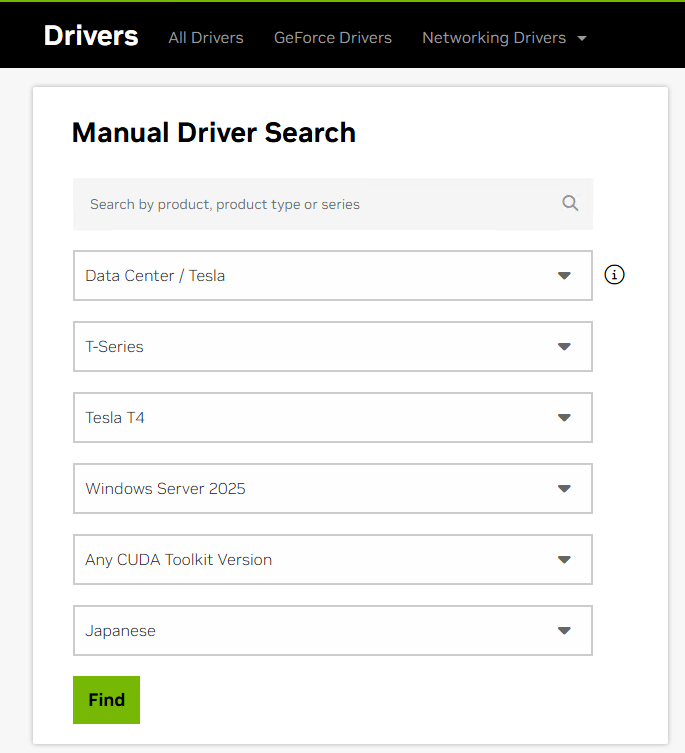 Drivers All Drivers GeForce Drivers Networking Drivers
Manual Driver Search
Search by product, product type or series
Data Center / Tesla
T-Series
Tesla T4
Windows Server 2025
Any CUDA Toolkit Version
Japanese
Find